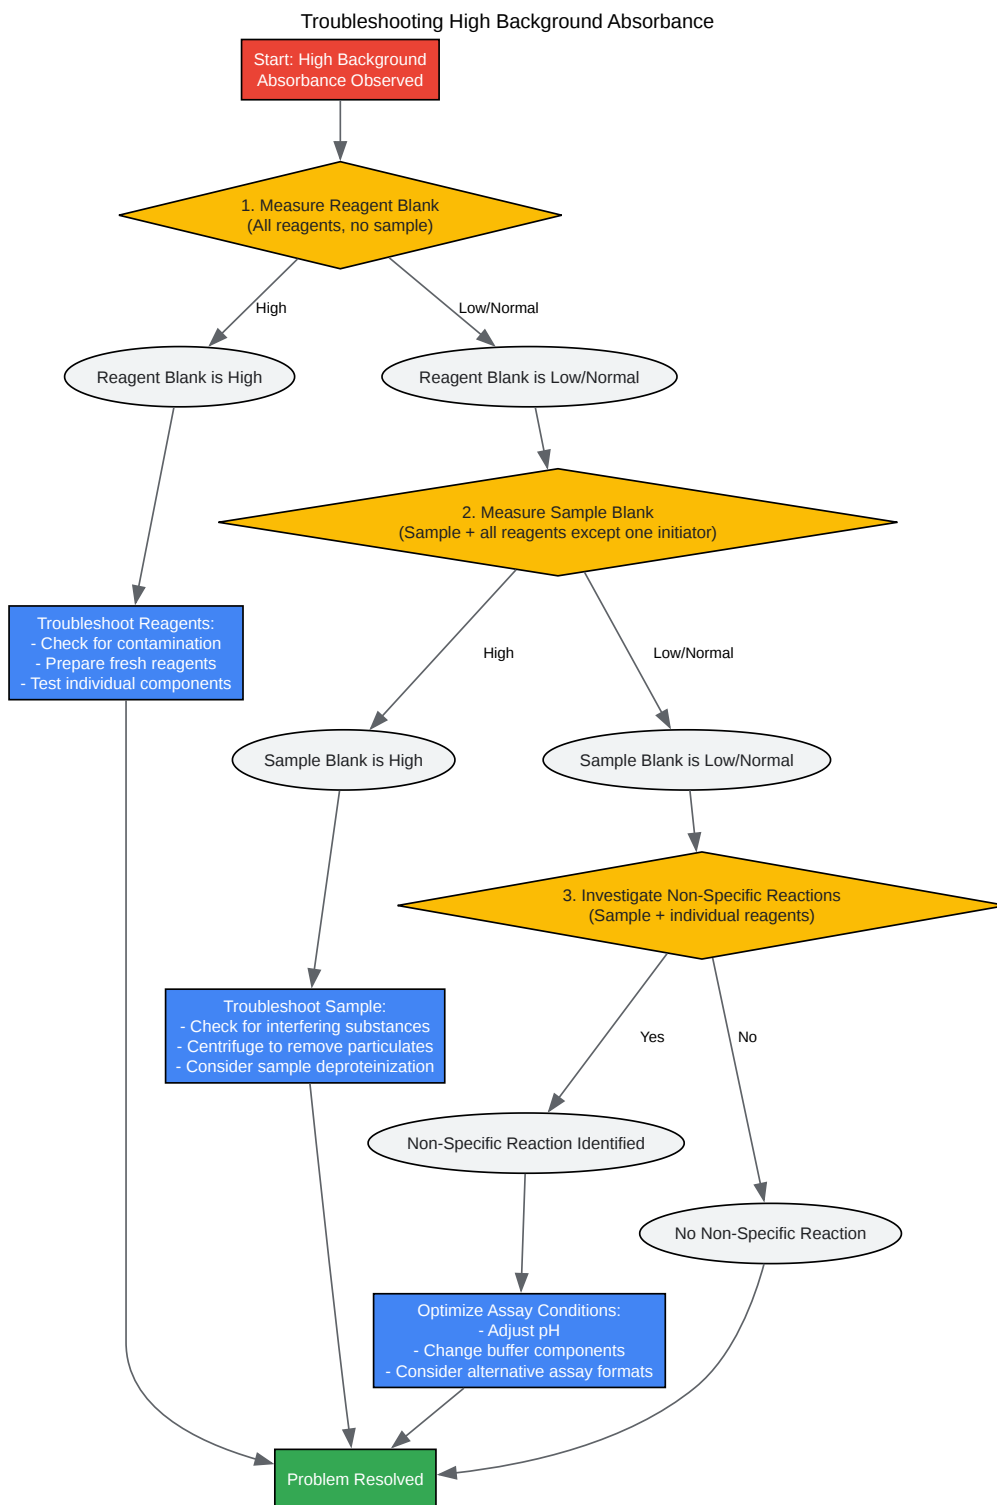 Troubleshooting High Background Absorbance
Start: High Background
Absorbance Observed
1. Measure Reagent Blank
(All reagents, no sample)
High
Low/Normal
Reagent Blank is High
Reagent Blank is Low/Normal
2. Measure Sample Blank
(Sample + all reagents except one initiator)
Troubleshoot Reagents:
- Check for contamination
- Prepare fresh reagents
- Test individual components
High
Low/Normal
Sample Blank is High
Sample Blank is Low/Normal
3. Investigate Non-Specific Reactions
(Sample + individual reagents)
Troubleshoot Sample:
- Check for interfering substances
- Centrifuge to remove particulates
- Consider sample deproteinization
Yes
No
Non-Specific Reaction Identified
No Non-Specific Reaction
Optimize Assay Conditions:
- Adjust pH
- Change buffer components
- Consider alternative assay formats
Problem Resolved